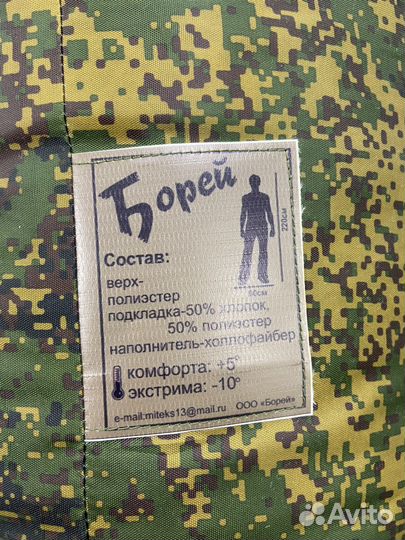 Борей
220см
Состав:
90см
верх-
полиэстер
подкладка-50% хлопок,
50% полиэстер
наполнитель-холлофайбер
комфорта: +5°
экстрима: -10°
e-mail:miteks13@mail.ru ООО «Борей»
Avito